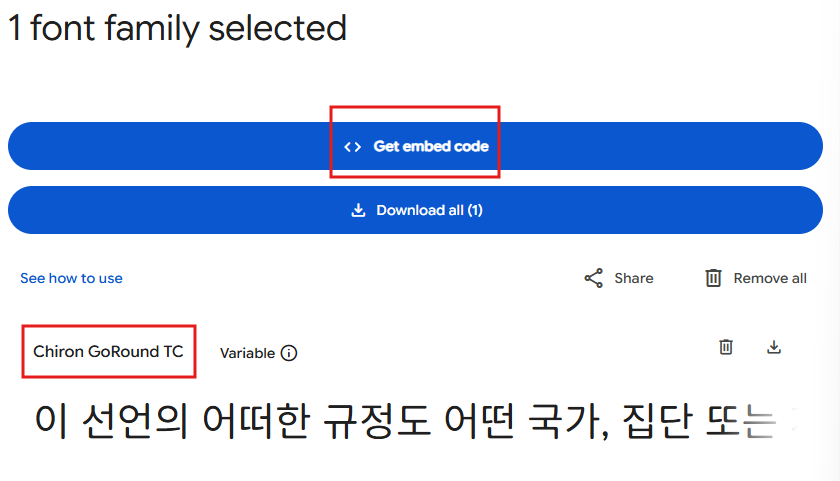 1 font family selected
<> Get embed code
Download all (1)
See how to use
Share
Remove all
Chiron GoRound TC
Variable
이 선언의 어떠한 규정도 어떤 국가, 집단 또는